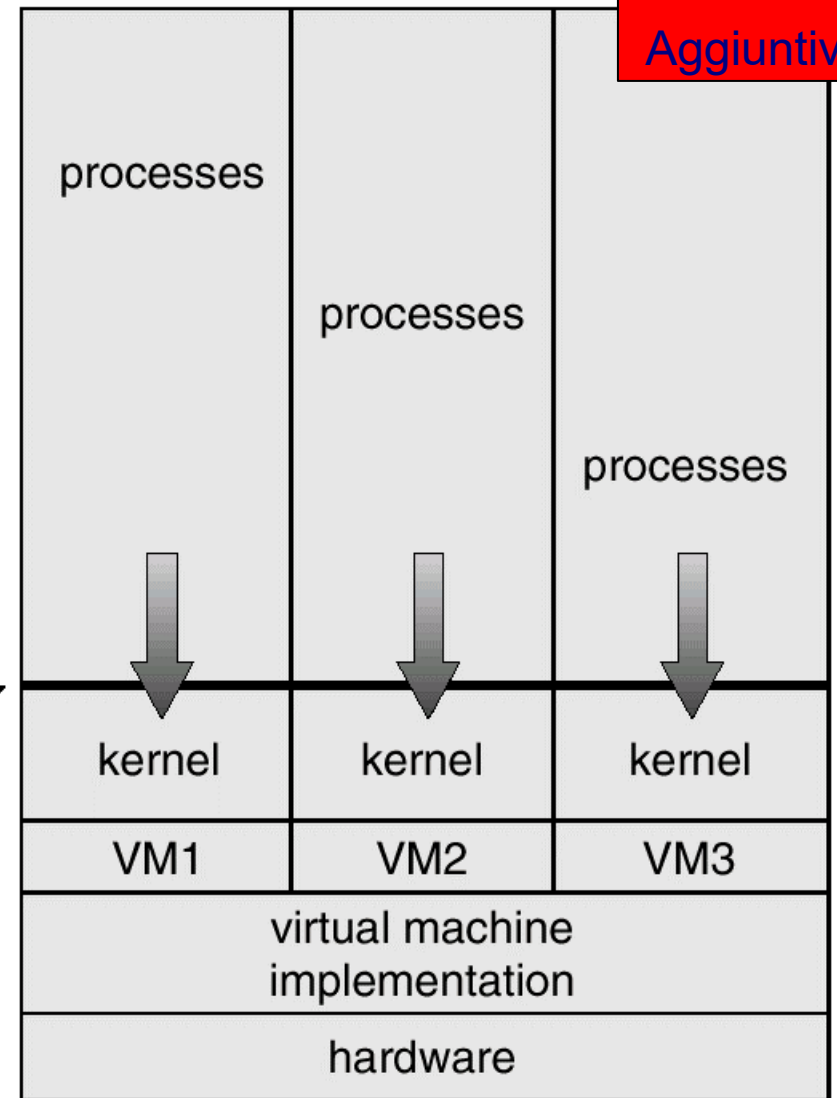 Aggiuntiv
processes
processes
processes
kernel kernel kernel
VM1 VM2 VM3
virtual machine
implementation
hardware